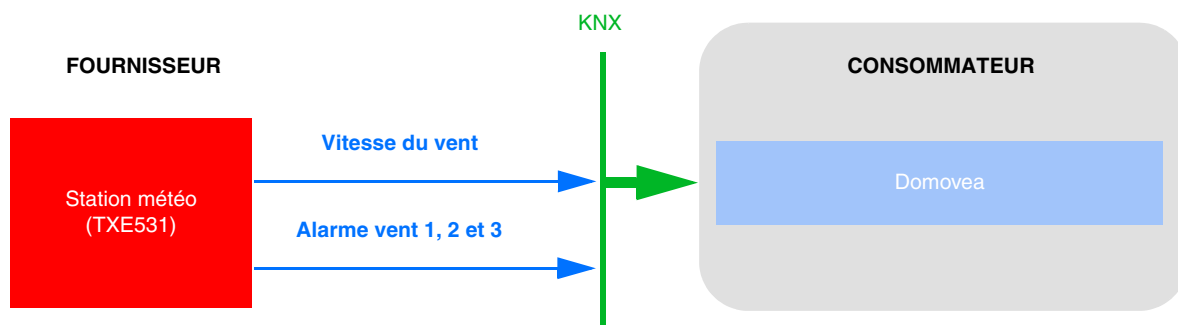 KNX
FOURNISSEUR
CONSOMMATEUR
Vitesse du vent
Station météo
(TXE531)
Domovea
Alarme vent 1, 2 et 3